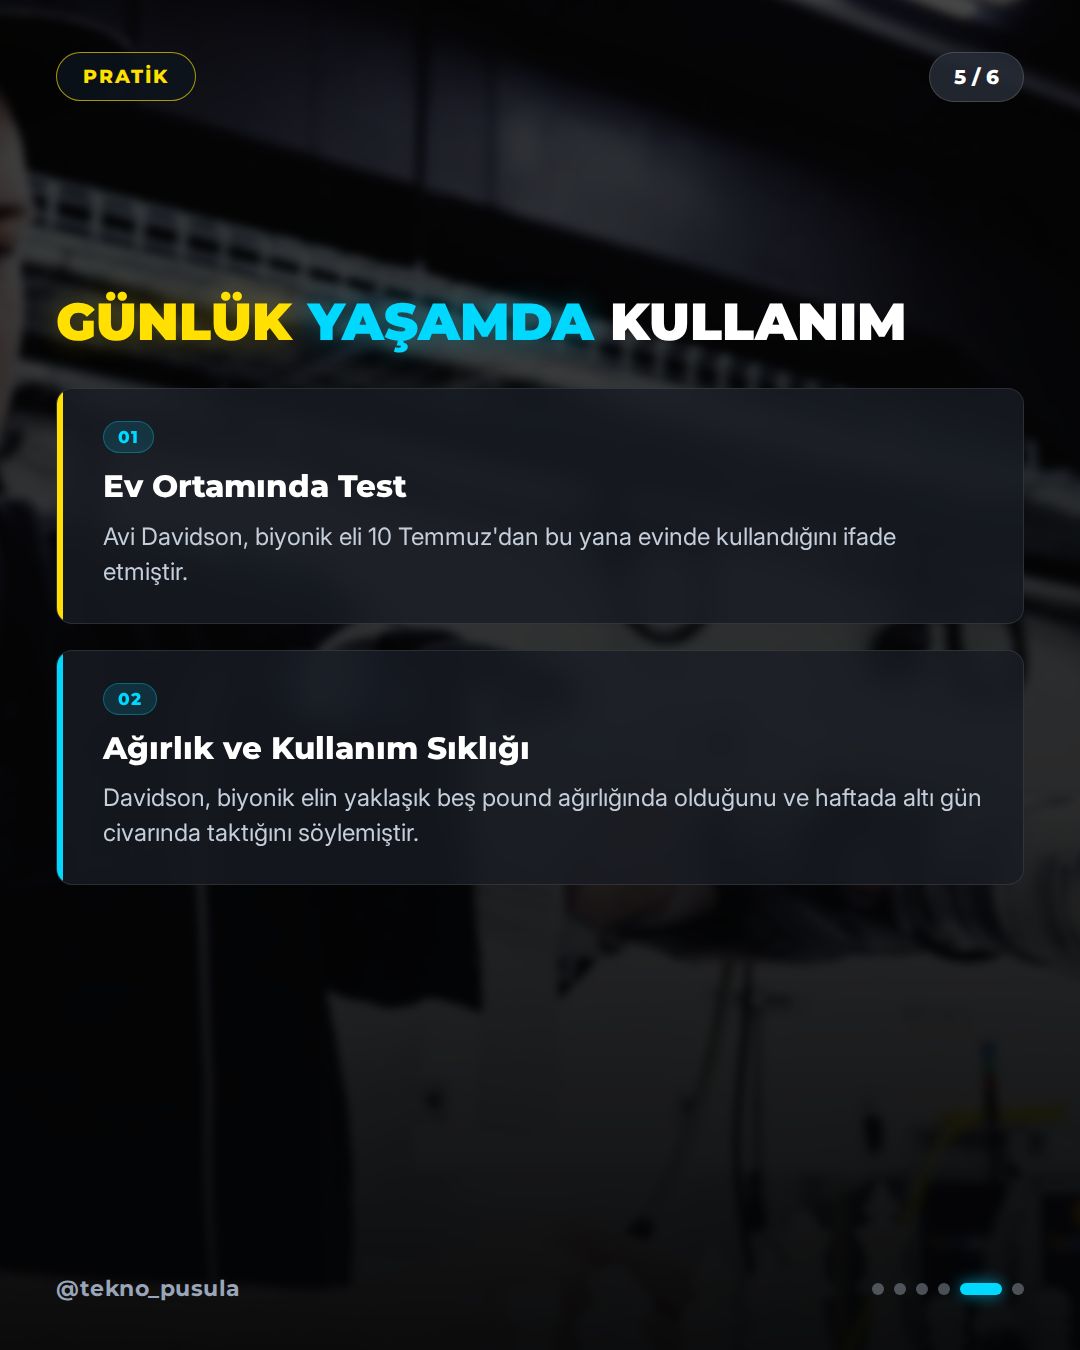 PRATİK
5 / 6
GÜNLÜK YAŞAMDA KULLANIM
01
Ev Ortamında Test
Avi Davidson, biyonik eli 10 Temmuz'dan bu yana evinde kullandığını ifade
etmiştir.
02
Ağırlık ve Kullanım Sıklığı
Davidson, biyonik elin yaklaşık beş pound ağırlığında olduğunu ve haftada altı gün
civarında taktığını söylemiştir.
@tekno_pusula